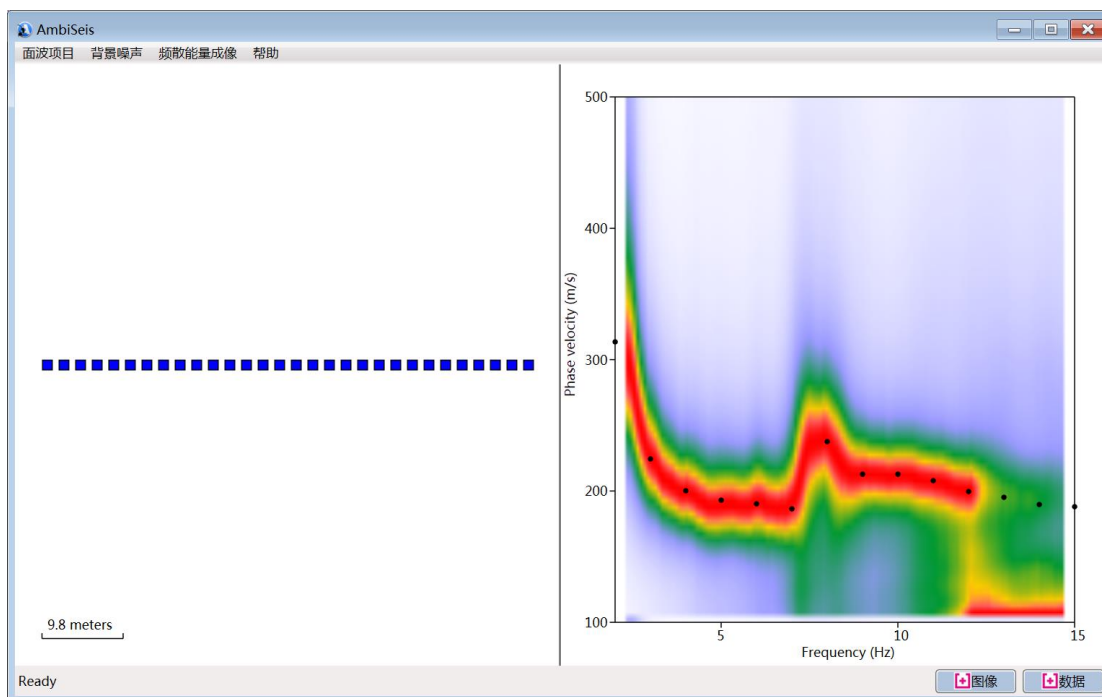 AmbiSeis
面波项目 背景噪声 频散能量成像 帮助
500
400
300
200
100
Phase velocity (m/s)
5 10 15
Frequency (Hz)
9.8 meters
Ready
图像 数据